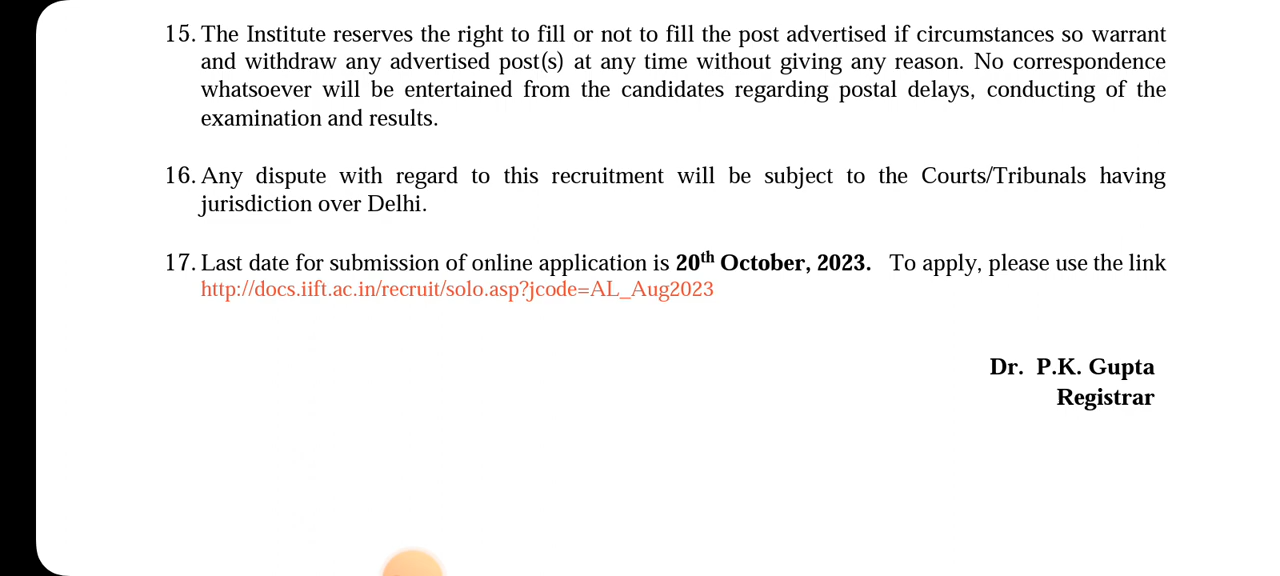 15. The Institute reserves the right to fill or not to fill the post advertised if circumstances so warrant
and withdraw any advertised post(s) at any time without giving any reason. No correspondence
whatsoever will be entertained from the candidates regarding postal delays, conducting of the
examination and results.
16. Any dispute with regard to this recruitment will be subject to the Courts/Tribunals having
jurisdiction over Delhi.
17. Last date for submission of online application is 20th October, 2023. To apply, please use the link
http://docs.iift.ac.in/recruit/solo.asp?jcode=AL_Aug2023
Dr. P.K. Gupta
Registrar